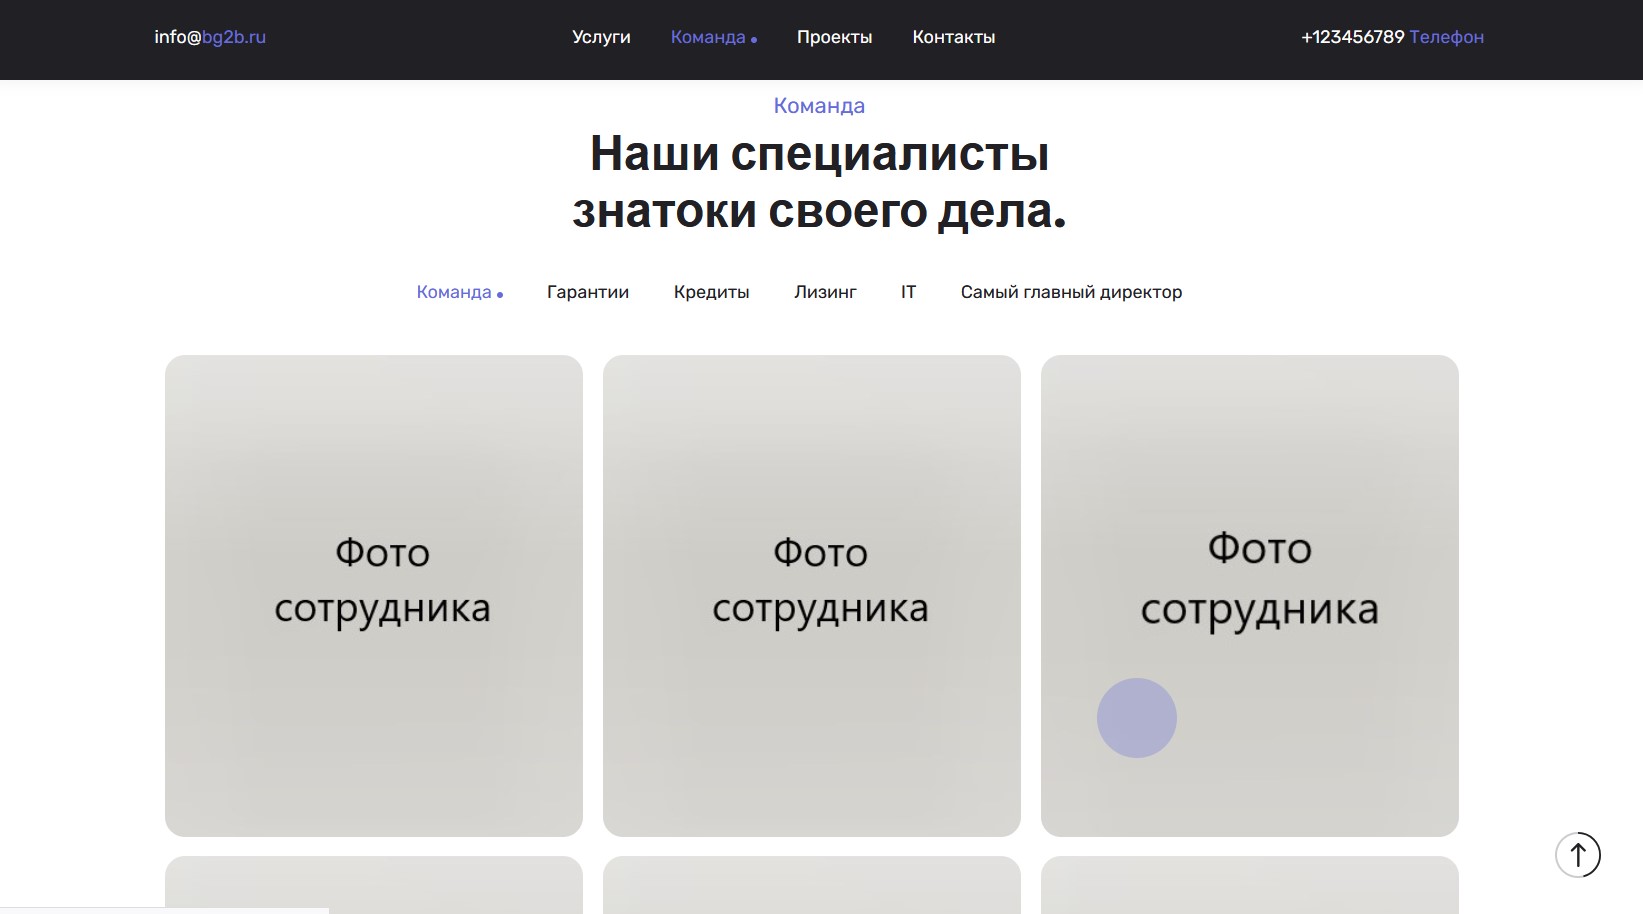 info@bg2b.ru
Услуги
Команда
Проекты
Контакты
+123456789 Телефон
Команда
Наши специалисты
знатоки своего дела.
Команда
Гарантии
Кредиты
Лизинг
IT
Самый главный директор
Фото
сотрудника
Фото
сотрудника
Фото
сотрудника